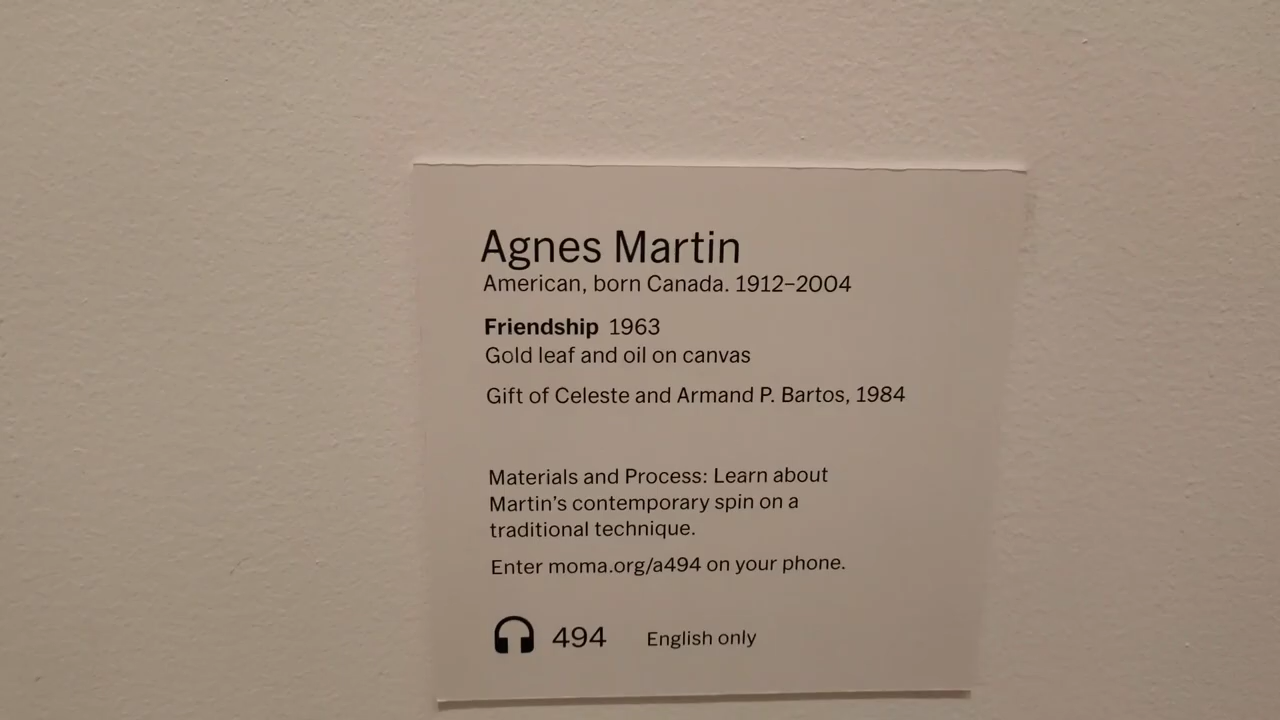 Agnes Martin
American, born Canada. 1912–2004
Friendship 1963
Gold leaf and oil on canvas
Gift of Celeste and Armand P. Bartos, 1984
Materials and Process: Learn about
Martin's contemporary spin on a
traditional technique.
Enter moma.org/a494 on your phone.
494 English only